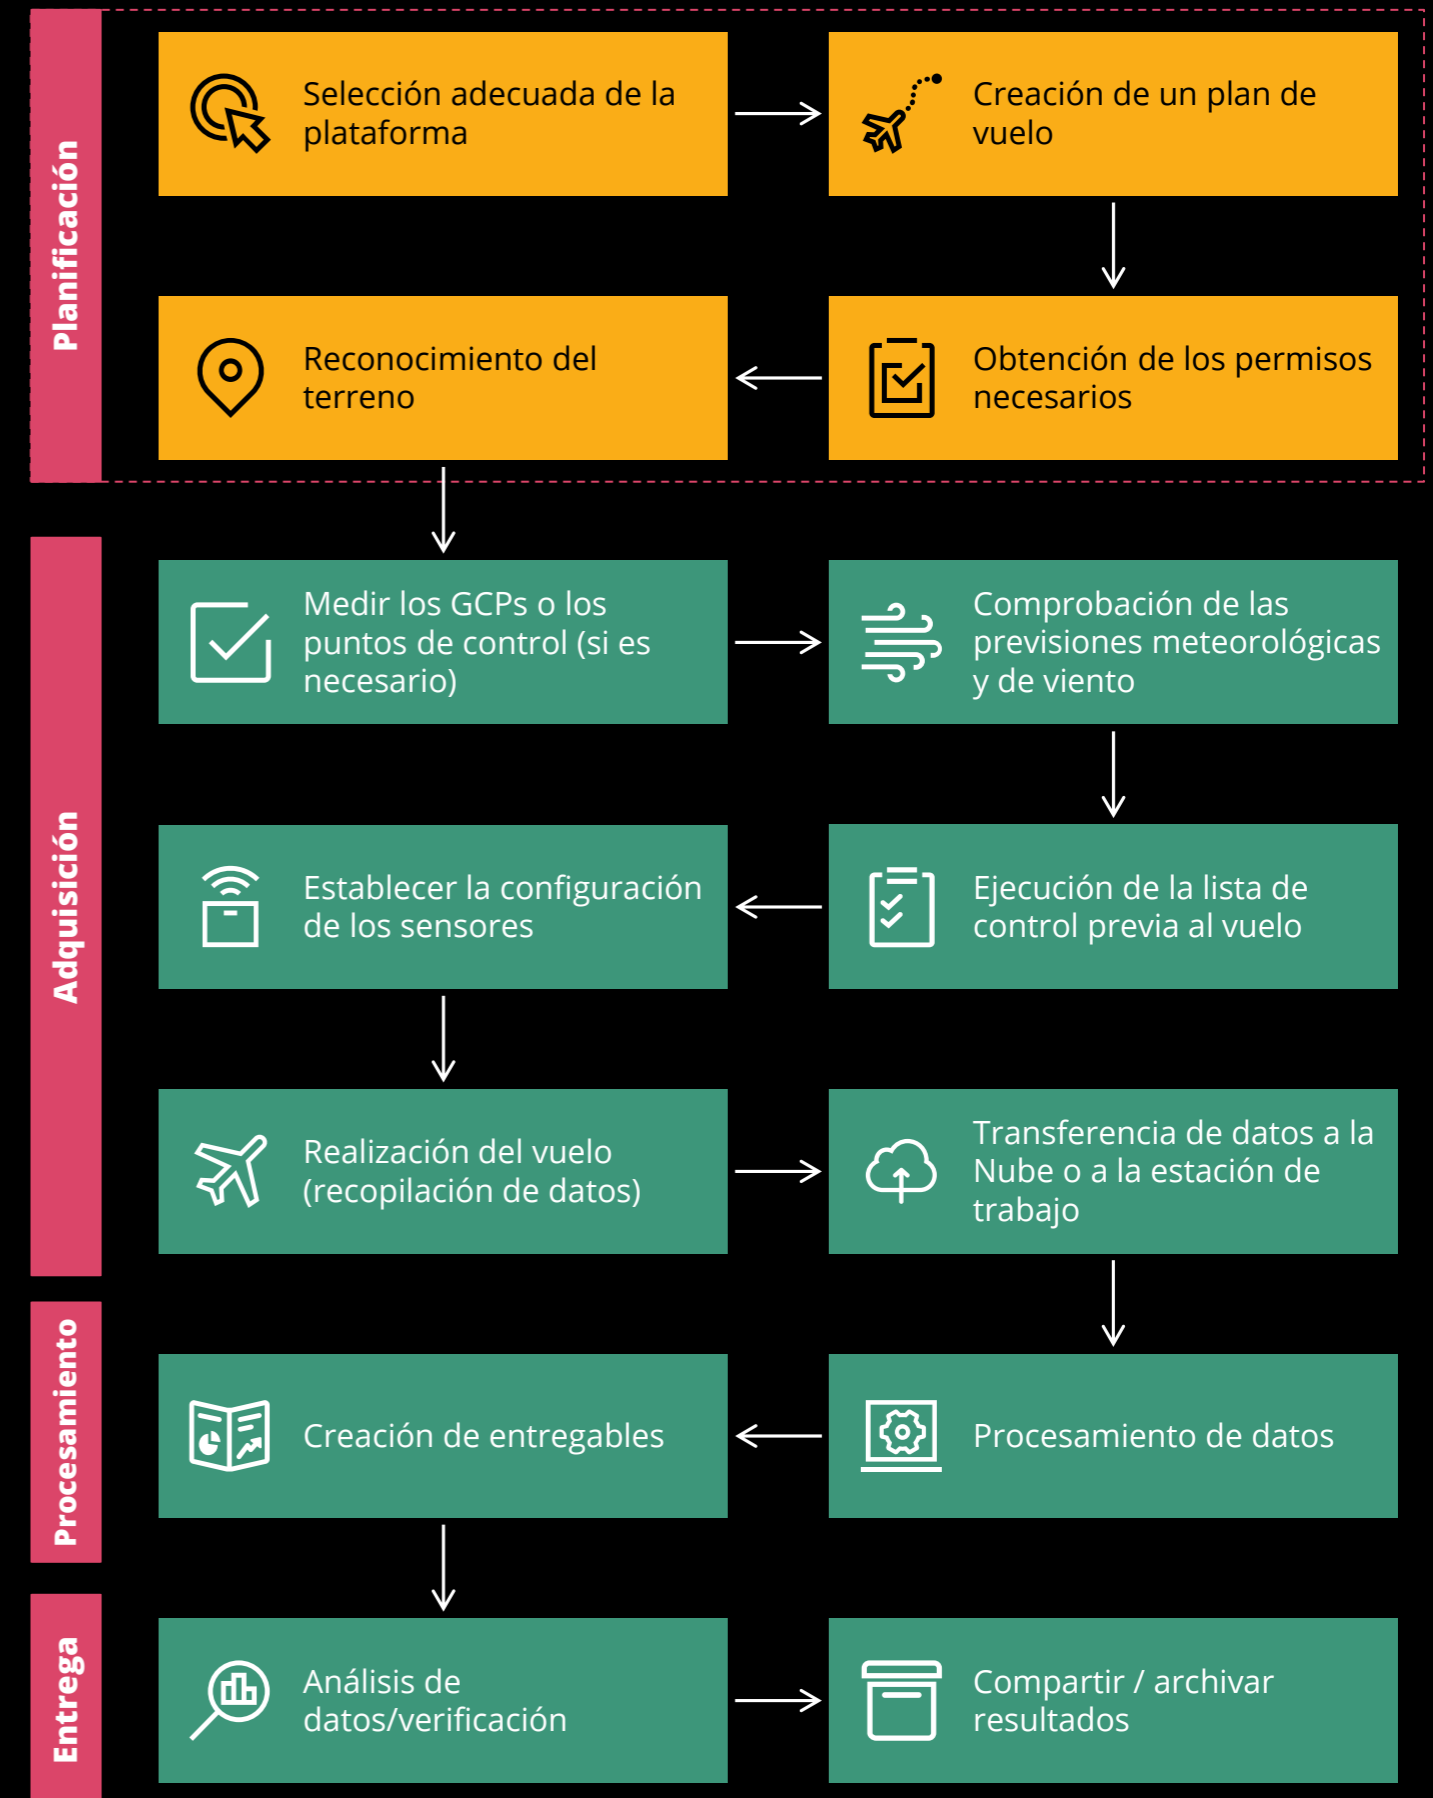 Planificación
Selección adecuada de la
plataforma
Creación de un plan de
vuelo
Obtención de los permisos
necesarios
Reconocimiento del
terreno
Adquisición
Medir los GCPs o los
puntos de control (si es
necesario)
Comprobación de las
previsiones meteorológicas
y de viento
Ejecución de la lista de
control previa al vuelo
Establecer la configuración
de los sensores
Realización del vuelo
(recopilación de datos)
Transferencia de datos a la
Nube o a la estación de
trabajo
Procesamiento
Procesamiento de datos
Creación de entregables
Entrega
Análisis de
datos/verificación
Compartir / archivar
resultados